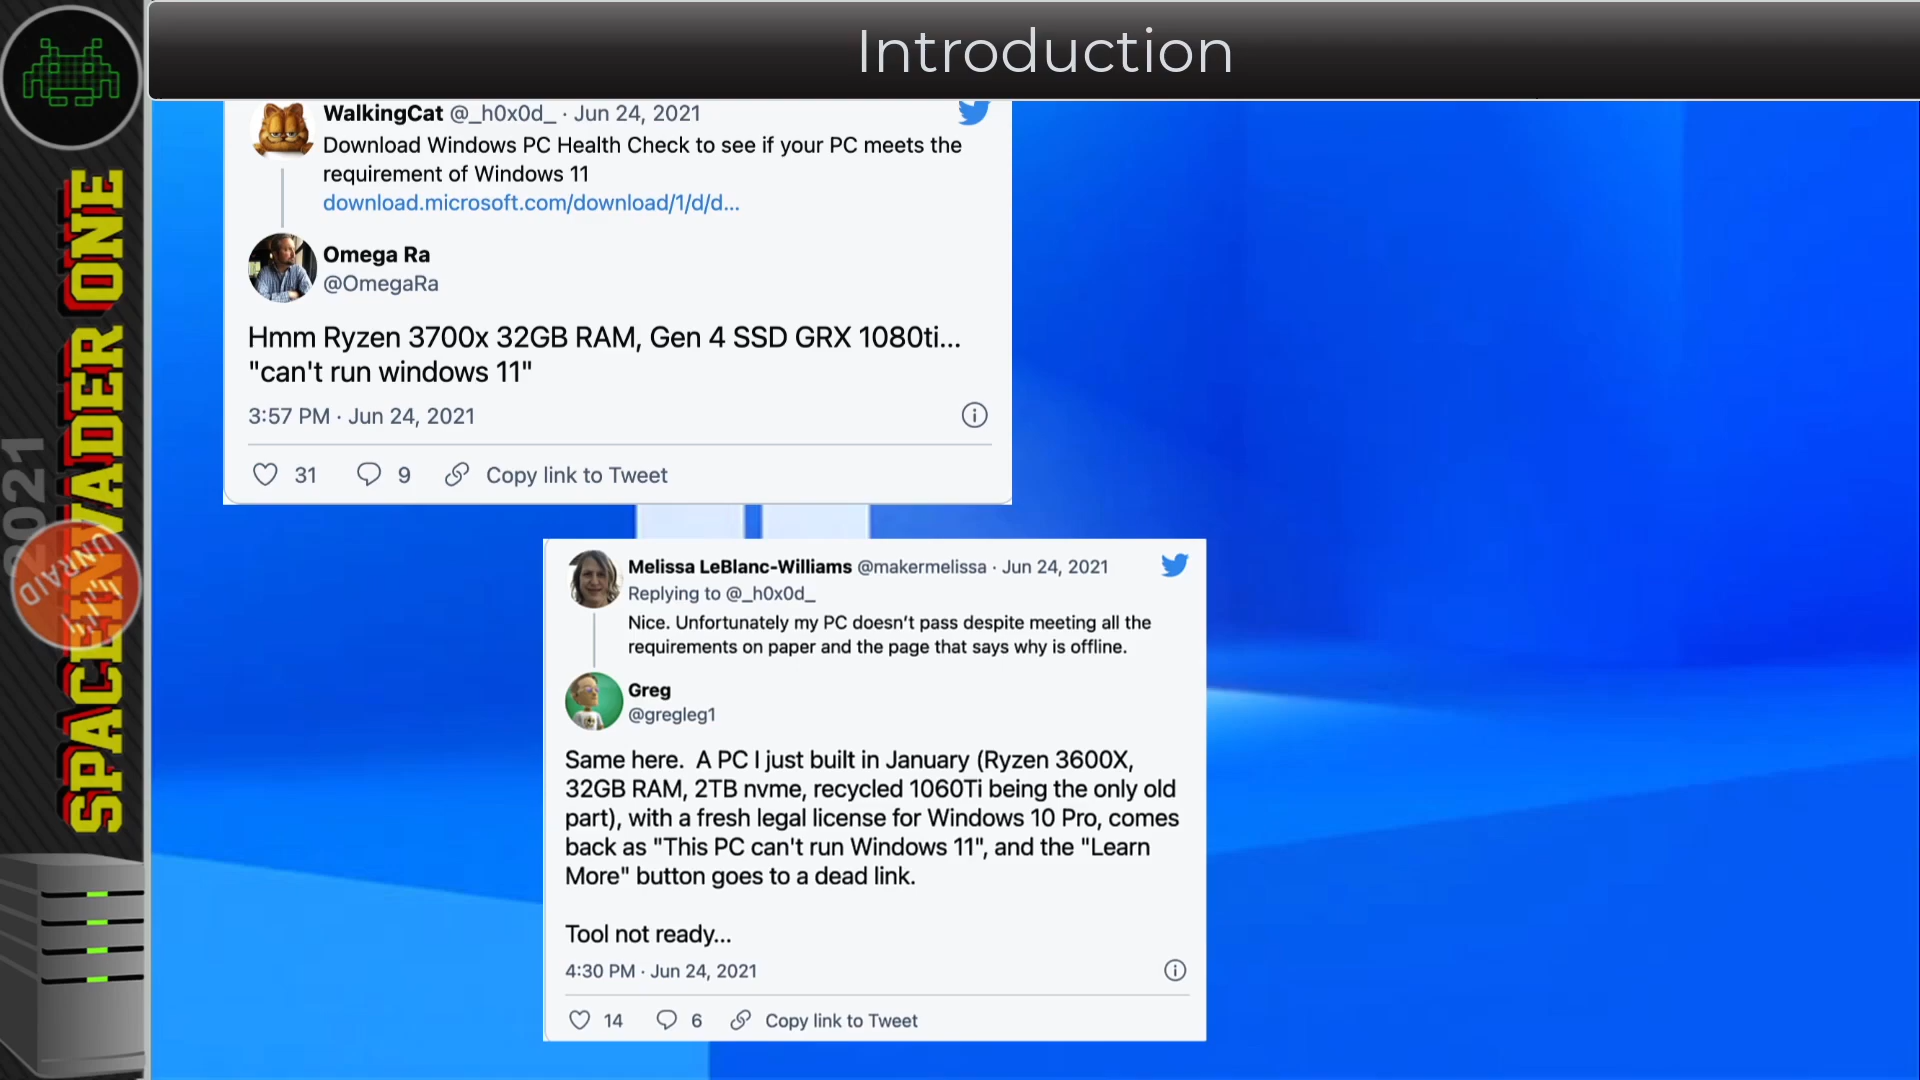 Introduction
WalkingCat @_h0x0d_ · Jun 24, 2021
Download Windows PC Health Check to see if your PC meets the
requirement of Windows 11
download.microsoft.com/download/1/d/d...
Omega Ra
@OmegaRa
Hmm Ryzen 3700x 32GB RAM, Gen 4 SSD GRX 1080ti...
"can't run windows 11"
3:57 PM · Jun 24, 2021
31 9 Copy link to Tweet
Melissa LeBlanc-Williams @makermelissa · Jun 24, 2021
Replying to @_h0x0d_
Nice. Unfortunately my PC doesn’t pass despite meeting all the
requirements on paper and the page that says why is offline.
Greg
@gregleg1
Same here. A PC I just built in January (Ryzen 3600X,
32GB RAM, 2TB nvme, recycled 1060Ti being the only old
part), with a fresh legal license for Windows 10 Pro, comes
back as "This PC can't run Windows 11", and the "Learn
More" button goes to a dead link.
Tool not ready...
4:30 PM · Jun 24, 2021
14 6 Copy link to Tweet
SPACEINVADER ONE
2021
UNRAID